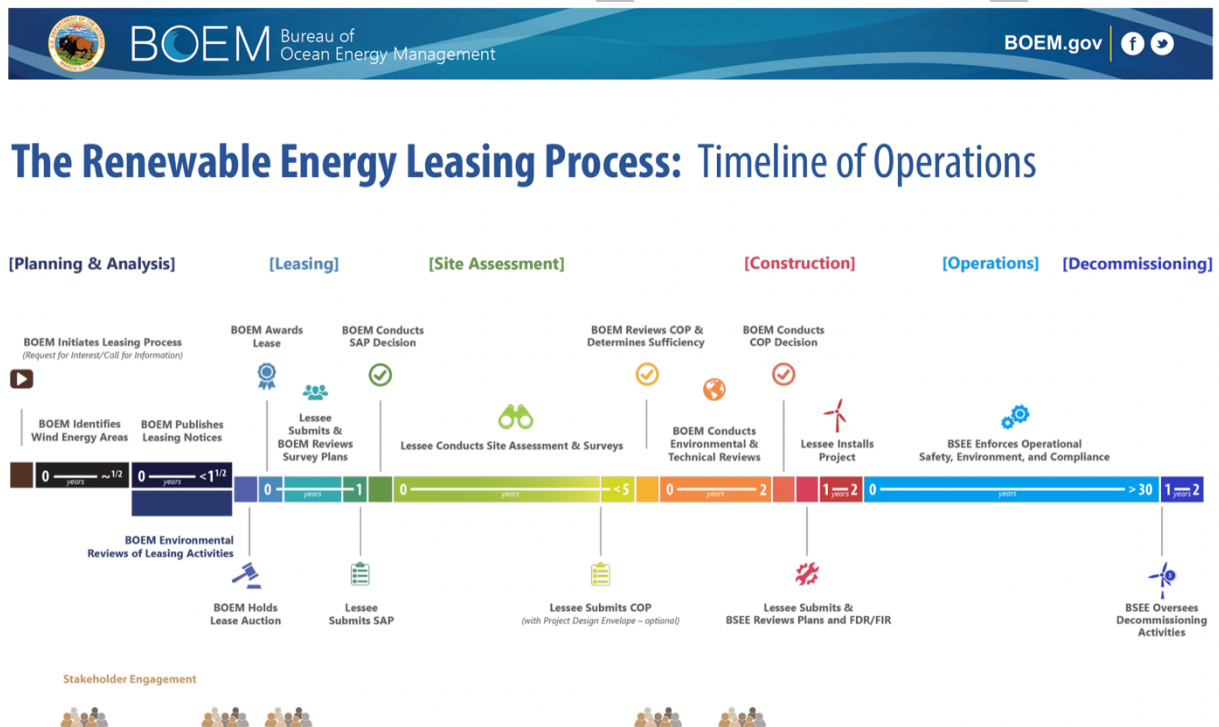 BOEM
Bureau of
Ocean Energy Management
BOEM.gov
The Renewable Energy Leasing Process: Timeline of Operations
[Planning & Analysis]
[Leasing]
[Site Assessment]
[Construction]
[Operations]
[Decommissioning]
BOEM Initiates Leasing Process
(Request for Interest/Call for Information)
BOEM Awards
Lease
BOEM Conducts
SAP Decision
BOEM Reviews COP &
Determines Sufficiency
BOEM Conducts
COP Decision
BOEM Identifies
Wind Energy Areas
BOEM Publishes
Leasing Notices
Lessee
Submits &
BOEM Reviews
Survey Plans
Lessee Conducts Site Assessment & Surveys
BOEM Conducts
Environmental &
Technical Reviews
Lessee Installs
Project
BSEE Enforces Operational
Safety, Environment, and Compliance
0 years ~1/2
0 years <1 1/2
0 years 1
0 years <5
0 years 2
1 years 2
0 years >30
1 years 2
BOEM Environmental
Reviews of Leasing Activities
BOEM Holds
Lease Auction
Lessee
Submits SAP
Lessee Submits COP
(with Project Design Envelope – optional)
Lessee Submits &
BSEE Reviews Plans and FDR/FIR
BSEE Oversees
Decommissioning
Activities
Stakeholder Engagement